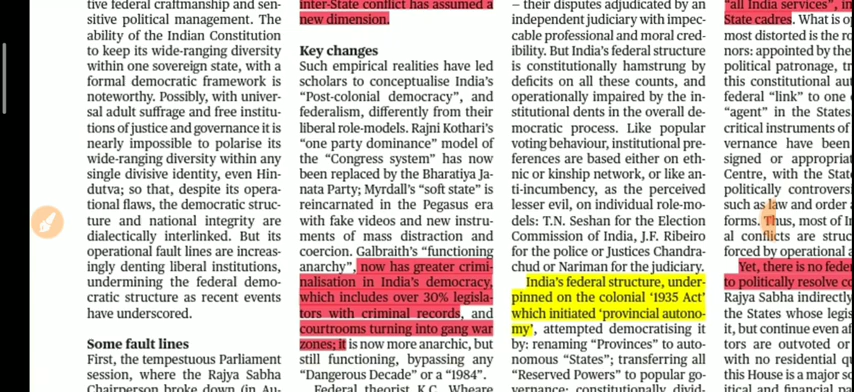 tive federal craftmanship and sen-
sitive political management. The
ability of the Indian Constitution
to keep its wide-ranging diversity
within one sovereign state, with a
formal democratic framework is
noteworthy. Possibly, with univer-
sal adult suffrage and free institu-
tions of justice and governance it is
nearly impossible to polarise its
wide-ranging diversity within any
single divisive identity, even Hin-
dutva; so that, despite its opera-
tional flaws, the democratic struc-
ture and national integrity are
dialectically interlinked. But its
operational fault lines are increas-
ingly denting liberal institutions,
undermining the federal demo-
cratic structure as recent events
have underscored.
Some fault lines
First, the tempestuous Parliament
session, where the Rajya Sabha
Chairperson broke down (in Au-
inter-State conflict has assumed a
new dimension.
Key changes
Such empirical realities have led
scholars to conceptualise India's
"Post-colonial democracy", and
federalism, differently from their
liberal role-models. Rajni Kothari's
"one party dominance" model of
the "Congress system" has now
been replaced by the Bharatiya Ja-
nata Party; Myrdall's "soft state" is
reincarnated in the Pegasus era
with fake videos and new instru-
ments of mass distraction and
coercion. Galbraith's "functioning
anarchy", now has greater crimi-
nalisation in India's democracy,
which includes over 30% legisla-
tors with criminal records, and
courtrooms turning into gang war
zones; it is now more anarchic, but
still functioning, bypassing any
"Dangerous Decade" or a "1984".
Federal theorist K.C. Wheare
– their disputes adjudicated by an
independent judiciary with impec-
cable professional and moral cred-
ibility. But India's federal structure
is constitutionally hamstrung by
deficits on all these counts, and
operationally impaired by the in-
stitutional dents in the overall de-
mocratic process. Like popular
voting behaviour, institutional pre-
ferences are based either on eth-
nic or kinship network, or like an-
ti-incumbency, as the perceived
lesser evil, on individual role-mo-
dels: T.N. Seshan for the Election
Commission of India, J.F. Ribeiro
for the police or Justices Chandra-
chud or Nariman for the judiciary.
India's federal structure, under-
pinned on the colonial '1935 Act'
which initiated 'provincial autono-
my', attempted democratising it
by: renaming "Provinces" to auto-
nomous "States"; transferring all
"Reserved Powers" to popular go-
vernance; constitutionally divid-
"all India services", in
State cadres. What is
most distorted is the
nors: appointed by the
political patronage,
this constitutional
federal "link" to one
"agent" in the States
critical instruments of
vernance have been
signed or
Centre, with the
politically
such as law and order
forms. Thus, most of
al conflicts are
forced by operational
Yet, there is no
to politically resolve
Rajya Sabha indirectly
tors whose
it, but continue even
tors are outvoted or
with no residential
this House is a major
ical and financial